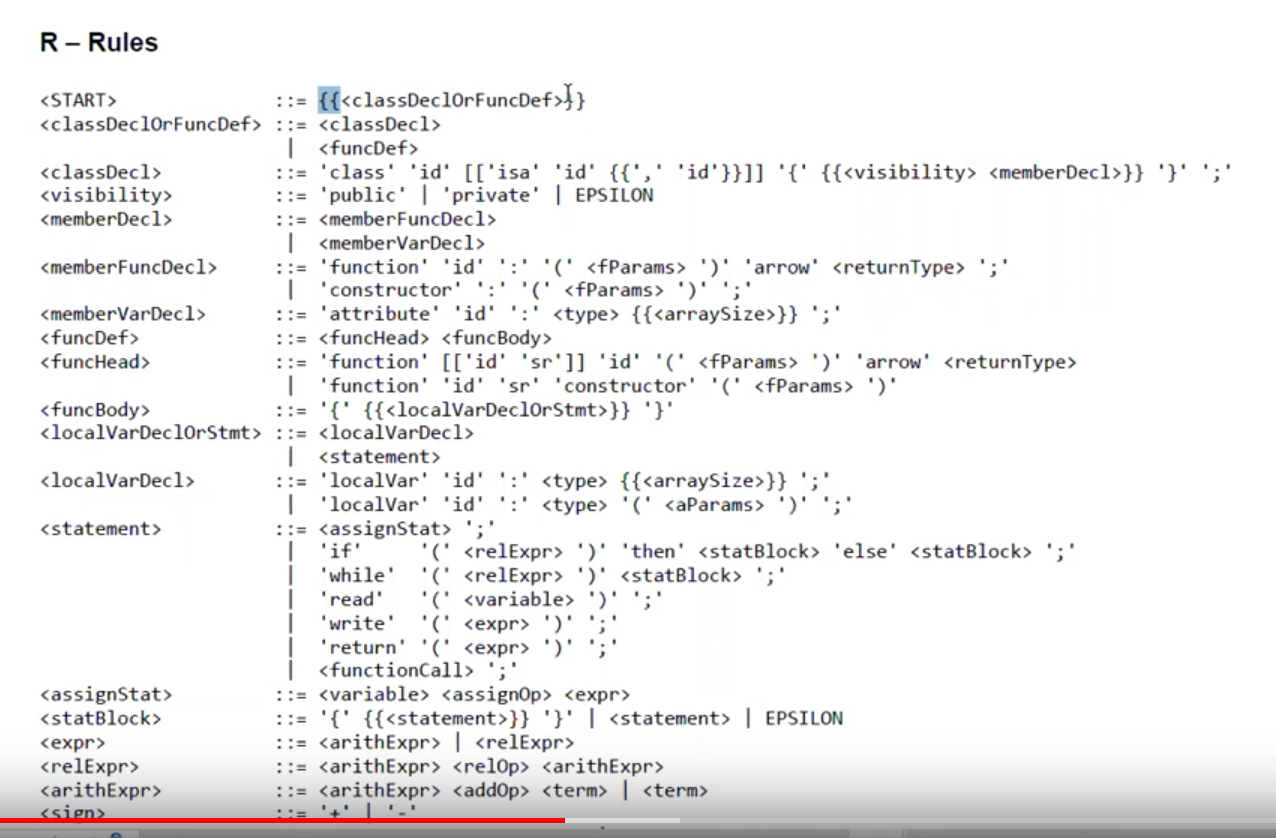 R – Rules
<START> ::= {{<classDeclOrFuncDef>}}
<classDeclOrFuncDef> ::= <classDecl>
| <funcDef>
<classDecl> ::= 'class' 'id' [['isa' 'id' {{',' 'id'}}]] '{' {{<visibility> <memberDecl>}} '}' ';'
<visibility> ::= 'public' | 'private' | EPSILON
<memberDecl> ::= <memberFuncDecl>
| <memberVarDecl>
<memberFuncDecl> ::= 'function' 'id' ':' '(' <fParams> ')' 'arrow' <returnType> ';'
| 'constructor' ':' '(' <fParams> ')' ';'
<memberVarDecl> ::= 'attribute' 'id' ':' <type> {{<arraySize>}} ';'
<funcDef> ::= <funcHead> <funcBody>
<funcHead> ::= 'function' [['id' 'sr']] 'id' '(' <fParams> ')' 'arrow' <returnType>
| 'function' 'id' 'sr' 'constructor' '(' <fParams> ')'
<funcBody> ::= '{' {{<localVarDeclOrStmt>}} '}'
<localVarDeclOrStmt> ::= <localVarDecl>
| <statement>
<localVarDecl> ::= 'localVar' 'id' ':' <type> {{<arraySize>}} ';'
| 'localVar' 'id' ':' <type> '(' <aParams> ')' ';'
<statement> ::= <assignStat> ';'
| 'if' '(' <relExpr> ')' 'then' <statBlock> 'else' <statBlock> ';'
| 'while' '(' <relExpr> ')' <statBlock> ';'
| 'read' '(' <variable> ')' ';'
| 'write' '(' <expr> ')' ';'
| 'return' '(' <expr> ')' ';'
| <functionCall> ';'
<assignStat> ::= <variable> <assignOp> <expr>
<statBlock> ::= '{' {{<statement>}} '}' | <statement> | EPSILON
<expr> ::= <arithExpr> | <relExpr>
<relExpr> ::= <arithExpr> <relOp> <arithExpr>
<arithExpr> ::= <arithExpr> <addOp> <term> | <term>
<sign> ::= '+' | '-'